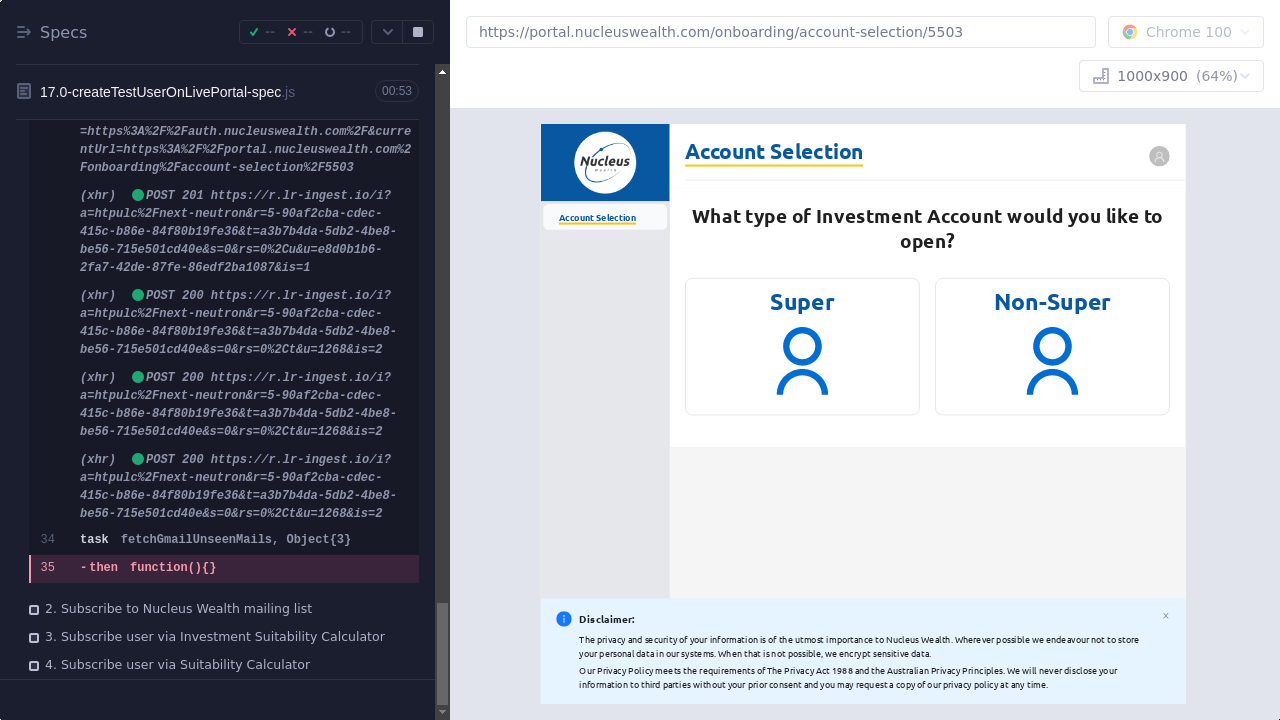 Specs
--
--
--
17.0-createTestUserOnLivePortal-spec.js
00:53
=https%3A%2F%2Fauth.nucleuswealth.com%2F&curre
ntUrl=https%3A%2F%2Fportal.nucleuswealth.com%2
Fonboarding%2Faccount-selection%2F5503
(xhr) POST 201 https://r.lr-ingest.io/i?
a=htpulc%2Fnext-neutron&r=5-90af2cba-cdec-
415c-b86e-84f80b19fe36&t=a3b7b4da-5db2-4be8-
be56-715e501cd40e&s=0&rs=0%2Cu&u=e8d0b1b6-
2fa7-42de-87fe-86edf2ba1087&is=1
(xhr) POST 200 https://r.lr-ingest.io/i?
a=htpulc%2Fnext-neutron&r=5-90af2cba-cdec-
415c-b86e-84f80b19fe36&t=a3b7b4da-5db2-4be8-
be56-715e501cd40e&s=0&rs=0%2Ct&u=1268&is=2
(xhr) POST 200 https://r.lr-ingest.io/i?
a=htpulc%2Fnext-neutron&r=5-90af2cba-cdec-
415c-b86e-84f80b19fe36&t=a3b7b4da-5db2-4be8-
be56-715e501cd40e&s=0&rs=0%2Ct&u=1268&is=2
(xhr) POST 200 https://r.lr-ingest.io/i?
a=htpulc%2Fnext-neutron&r=5-90af2cba-cdec-
415c-b86e-84f80b19fe36&t=a3b7b4da-5db2-4be8-
be56-715e501cd40e&s=0&rs=0%2Ct&u=1268&is=2
34 task fetchGmailUnseenMails, Object{3}
35 -then function(){}
2. Subscribe to Nucleus Wealth mailing list
3. Subscribe user via Investment Suitability Calculator
4. Subscribe user via Suitability Calculator
https://portal.nucleuswealth.com/onboarding/account-selection/5503
Chrome 100
1000x900 (64%)
Nucleus
Wealth
Account Selection
Account Selection
What type of Investment Account would you like to
open?
Super
Non-Super
Disclaimer:
×
The privacy and security of your information is of the utmost importance to Nucleus Wealth. Wherever possible we endeavour not to store
your personal data in our systems. When that is not possible, we encrypt sensitive data.
Our Privacy Policy meets the requirements of The Privacy Act 1988 and the Australian Privacy Principles. We will never disclose your
information to third parties without your prior consent and you may request a copy of our privacy policy at any time.